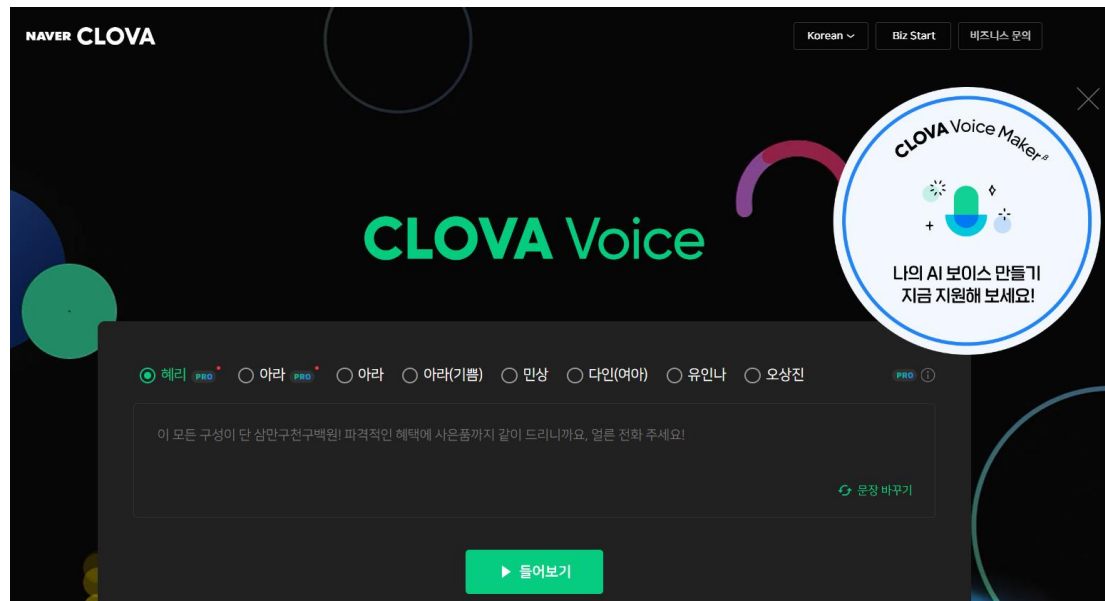 NAVER CLOVA
Korean
Biz Start
비즈니스 문의
CLOVA Voice Maker β
나의 AI 보이스 만들기
지금 지원해 보세요!
CLOVA Voice
혜리 PRO 아라 PRO 아라 아라(기쁨) 민상 다인(여아) 유인나 오상진 PRO
이 모든 구성이 단 삼만구천구백원! 파격적인 혜택에 사은품까지 같이 드리니까요, 얼른 전화 주세요!
문장 바꾸기
들어보기